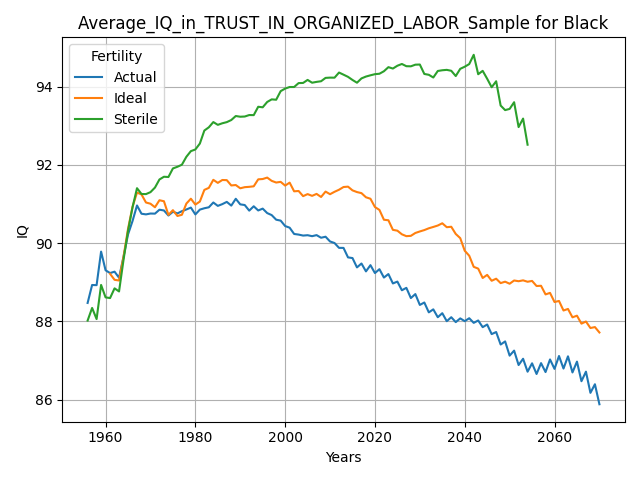 Average_IQ_in_TRUST_IN_ORGANIZED_LABOR_Sample for Black
Fertility
Actual
Ideal
Sterile
94
92
90
88
86
IQ
1960
1980
2000
2020
2040
2060
Years